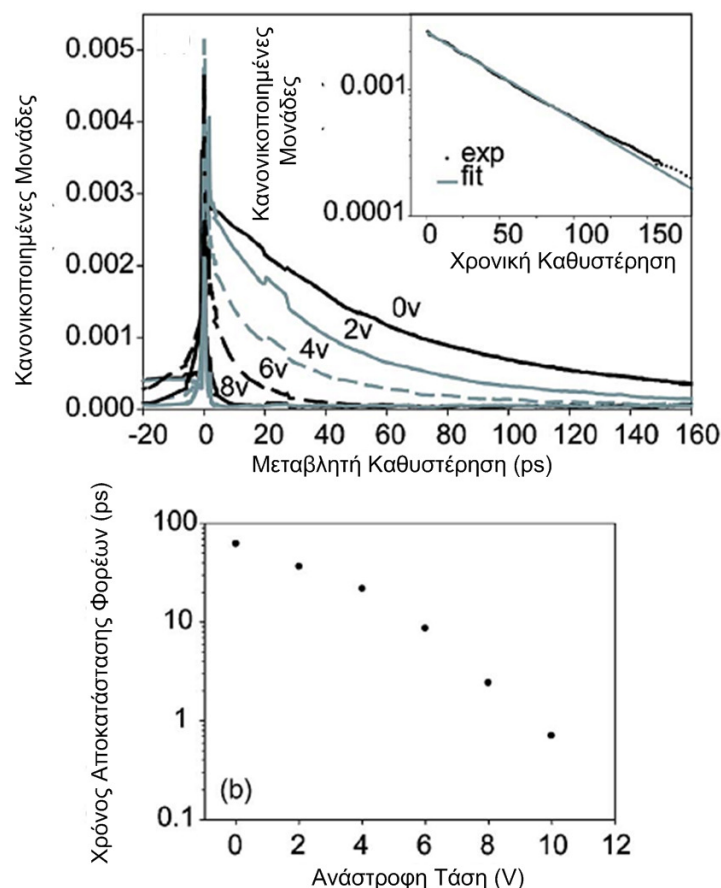 Κανονικοποιημένες Μονάδες
0.005
0.004
0.003
0.002
0.001
0.000
-20 0 20 40 60 80 100 120 140 160
Μεταβλητή Καθυστέρηση (ps)
0v
2v
4v
6v
8v
Κανονικοποιημένες
Μονάδες
0.001
0.0001
exp
fit
0 50 100 150
Χρονική Καθυστέρηση
Χρόνος Αποκατάστασης Φορέων (ps)
100
10
1
0.1
(b)
0 2 4 6 8 10 12
Ανάστροφη Τάση (V)